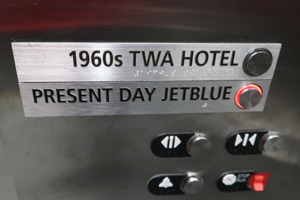 1960s TWA HOTEL
PRESENT DAY JETBLUE